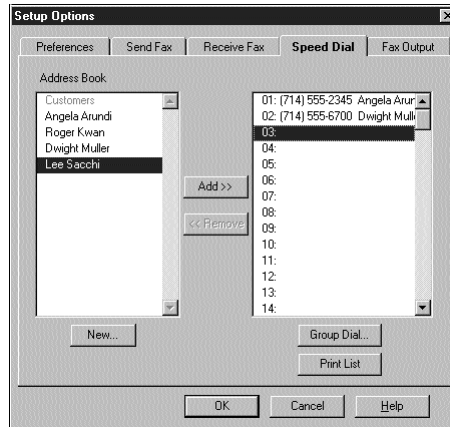 Setup Options
Preferences Send Fax Receive Fax Speed Dial Fax Output
Address Book
Customers
Angela Arundi
Roger Kwan
Dwight Muller
Lee Sacchi
Add >>
<< Remove
01: (714) 555-2345 Angela Arur
02: (714) 555-6700 Dwight Mull
03:
04:
05:
06:
07:
08:
09:
10:
11:
12:
13:
14:
New...
Group Dial...
Print List
OK Cancel Help